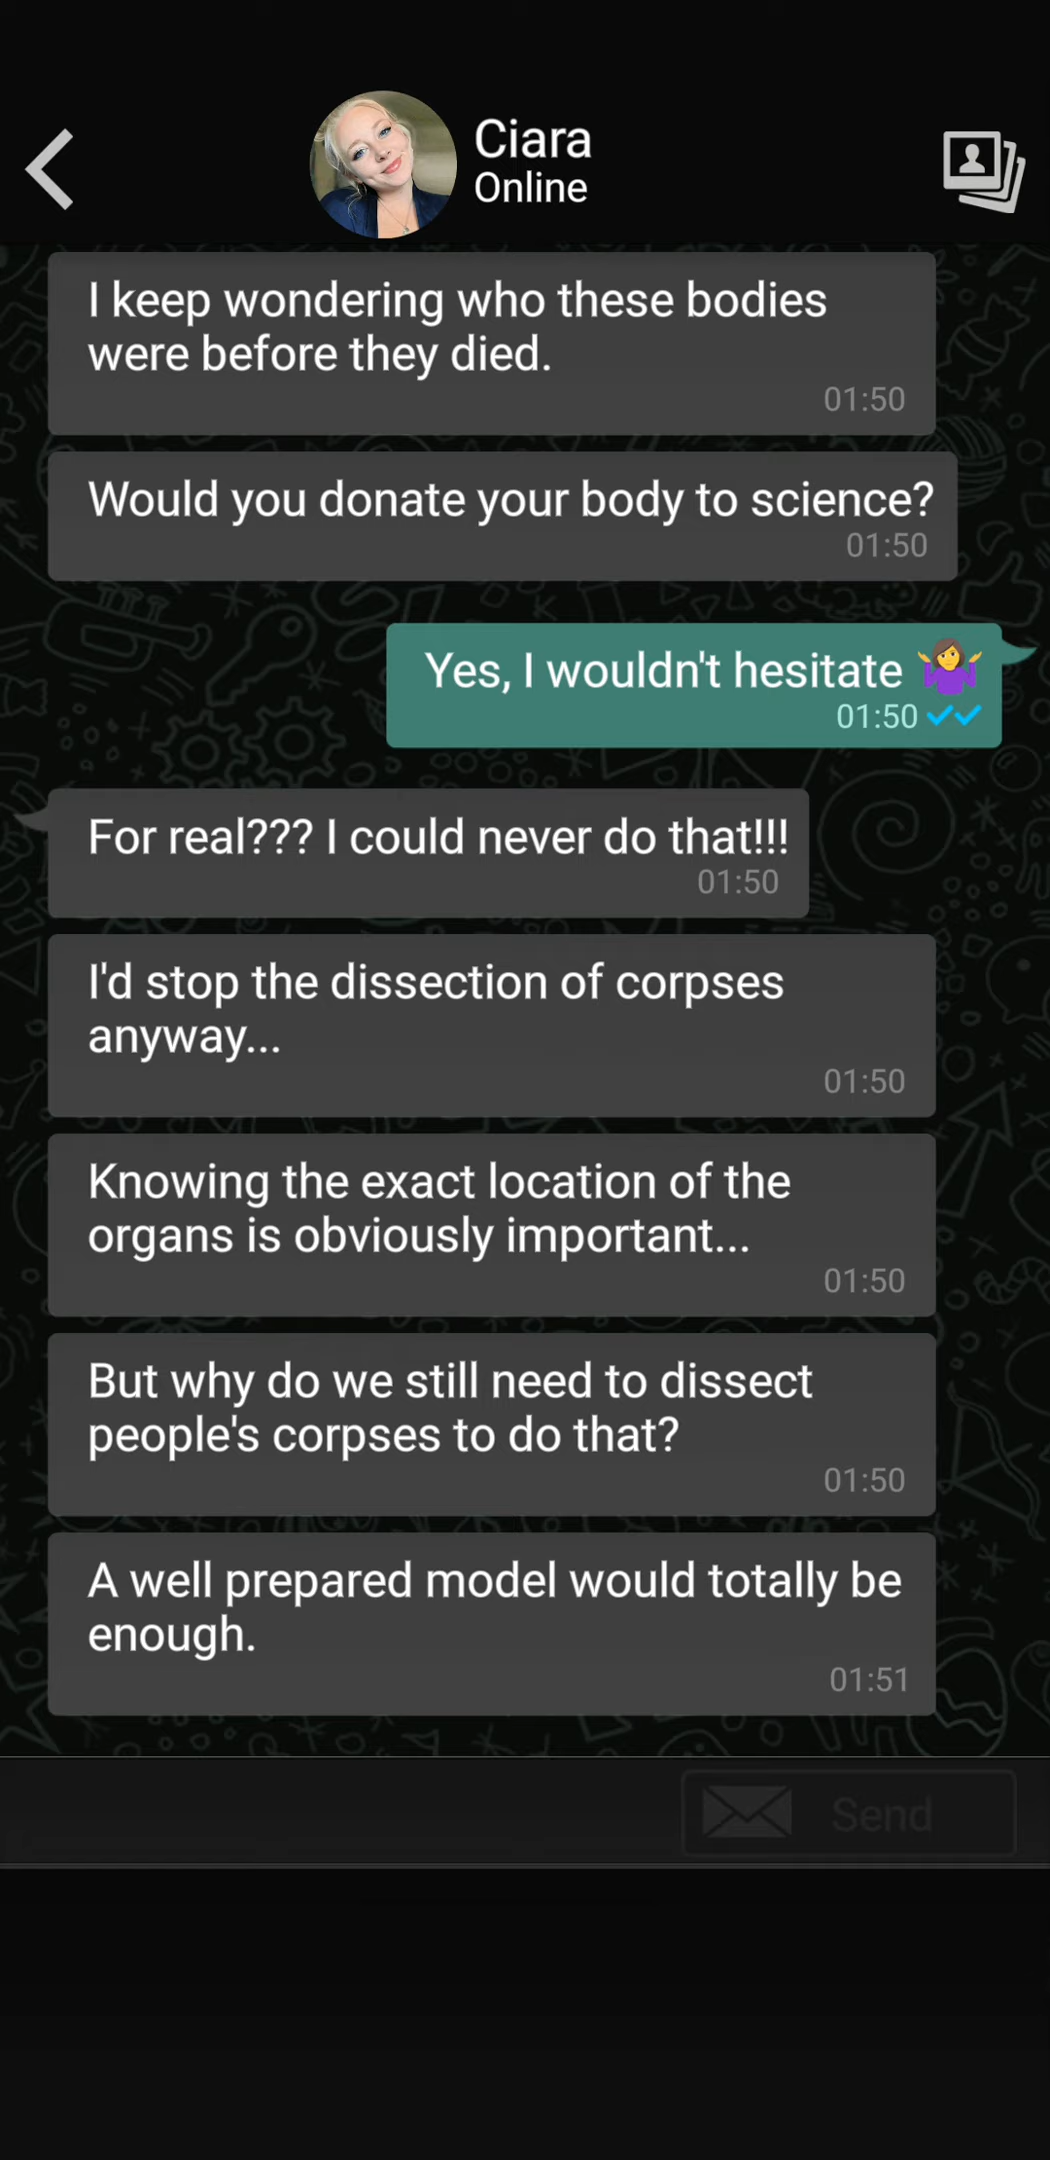 Ciara
Online
I keep wondering who these bodies
were before they died.
01:50
Would you donate your body to science?
01:50
Yes, I wouldn't hesitate 🤷‍♀️
01:50
For real??? I could never do that!!!
01:50
I'd stop the dissection of corpses
anyway...
01:50
Knowing the exact location of the
organs is obviously important...
01:50
But why do we still need to dissect
people's corpses to do that?
01:50
A well prepared model would totally be
enough.
01:51
Send